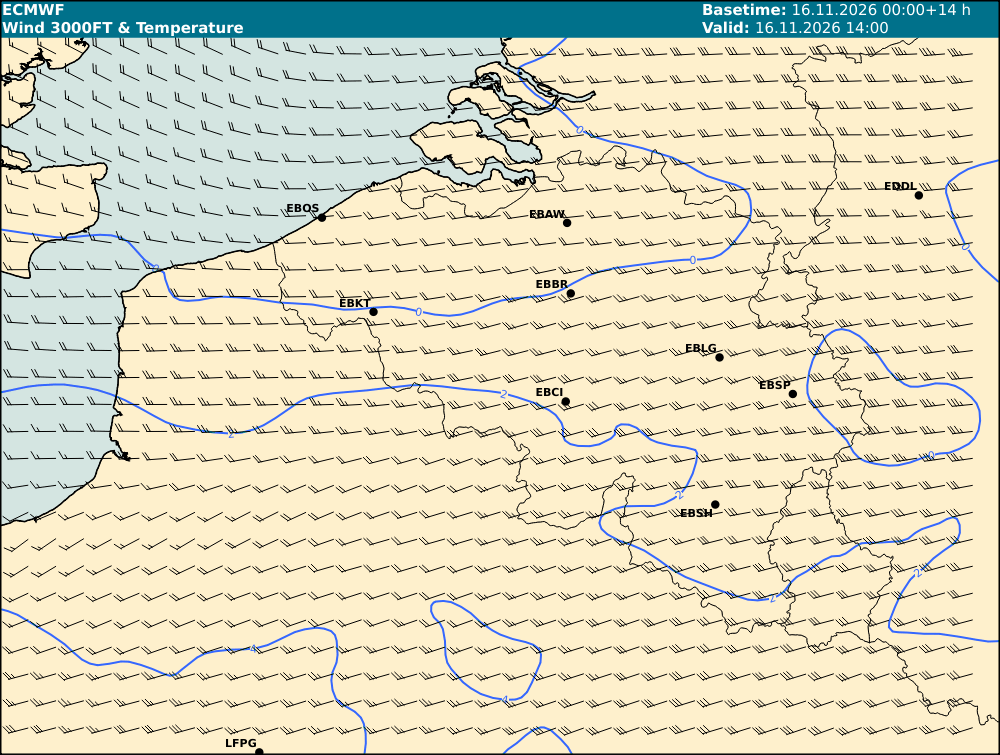 ECMWF
Basetime: 16.11.2026 00:00+14 h
Wind 3000FT & Temperature
Valid: 16.11.2026 14:00
0
EDDL
EBOS
EBAW
0
0
0
EBBR
EBKT
0
EBLG
EBSP
EBCI
2
2
0
2
EBSH
2
2
4
4
LFPG